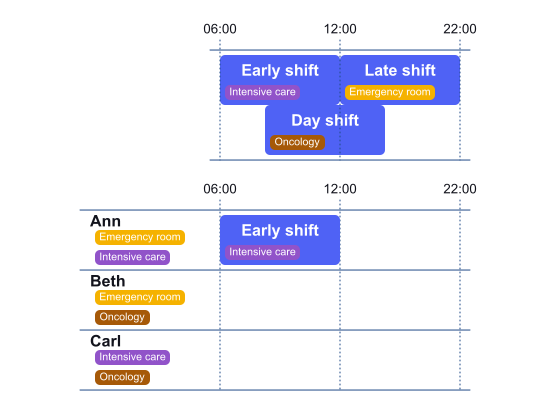 06:00 12:00 22:00
Early shift Late shift
Intensive care Emergency room
Day shift
Oncology
06:00 12:00 22:00
Ann
Emergency room
Intensive care
Early shift
Intensive care
Beth
Emergency room
Oncology
Carl
Intensive care
Oncology